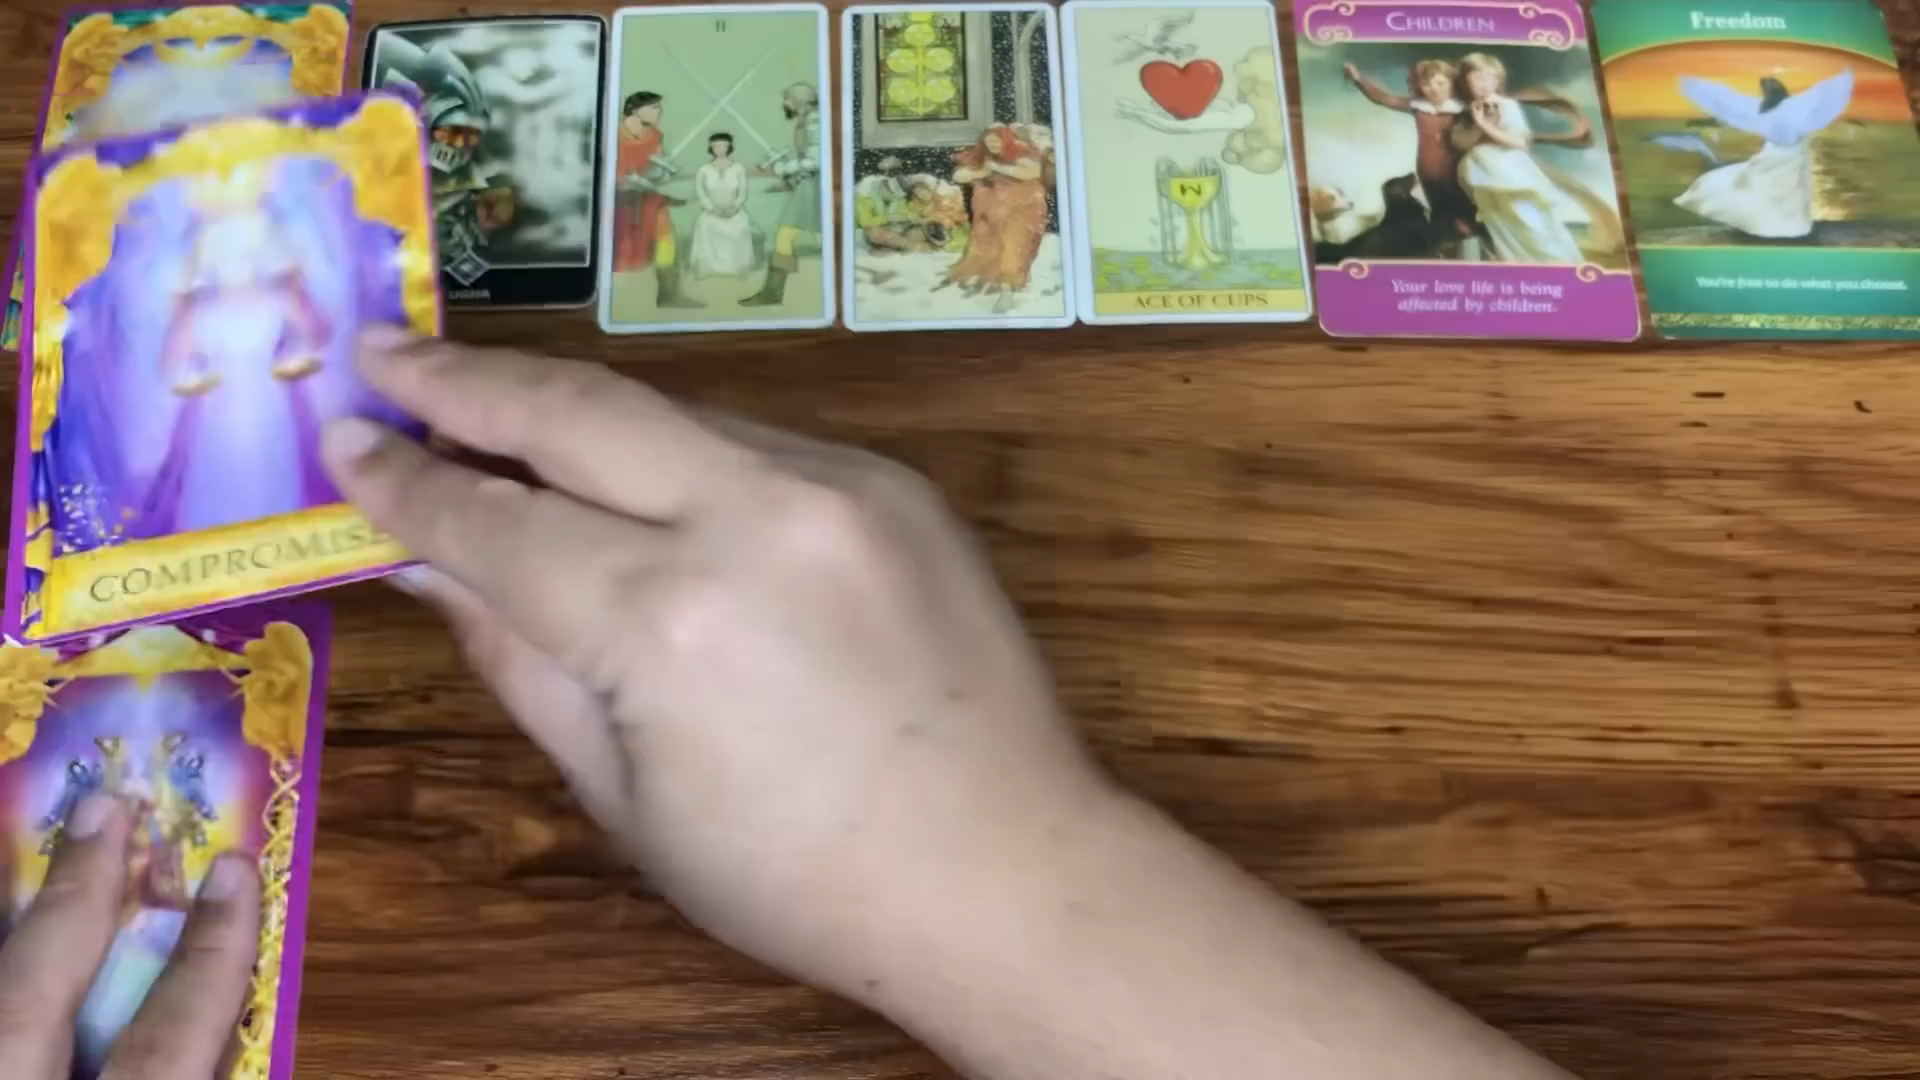 II
ACE OF CUPS
CHILDREN
Your love life is being
affected by children.
Freedom
You're free to do what you choose.
COMPROMISE